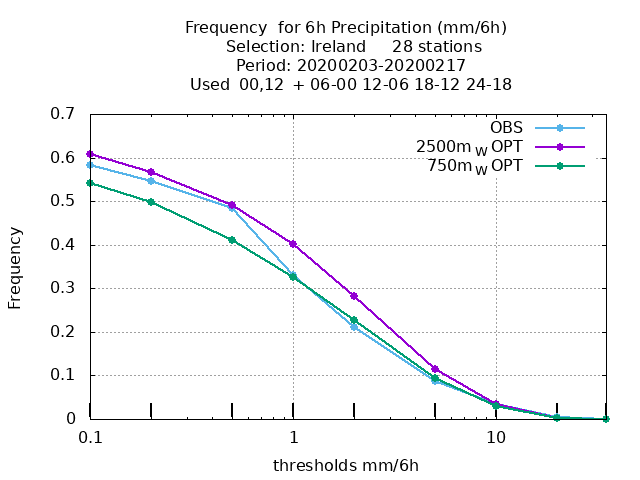 Frequency  for 6h Precipitation (mm/6h)
Selection: Ireland     28 stations
Period: 20200203-20200217
Used  00,12  + 06-00 12-06 18-12 24-18
OBS
2500m W OPT
750m W OPT
Frequency
0.7
0.6
0.5
0.4
0.3
0.2
0.1
0
0.1 1 10
thresholds mm/6h